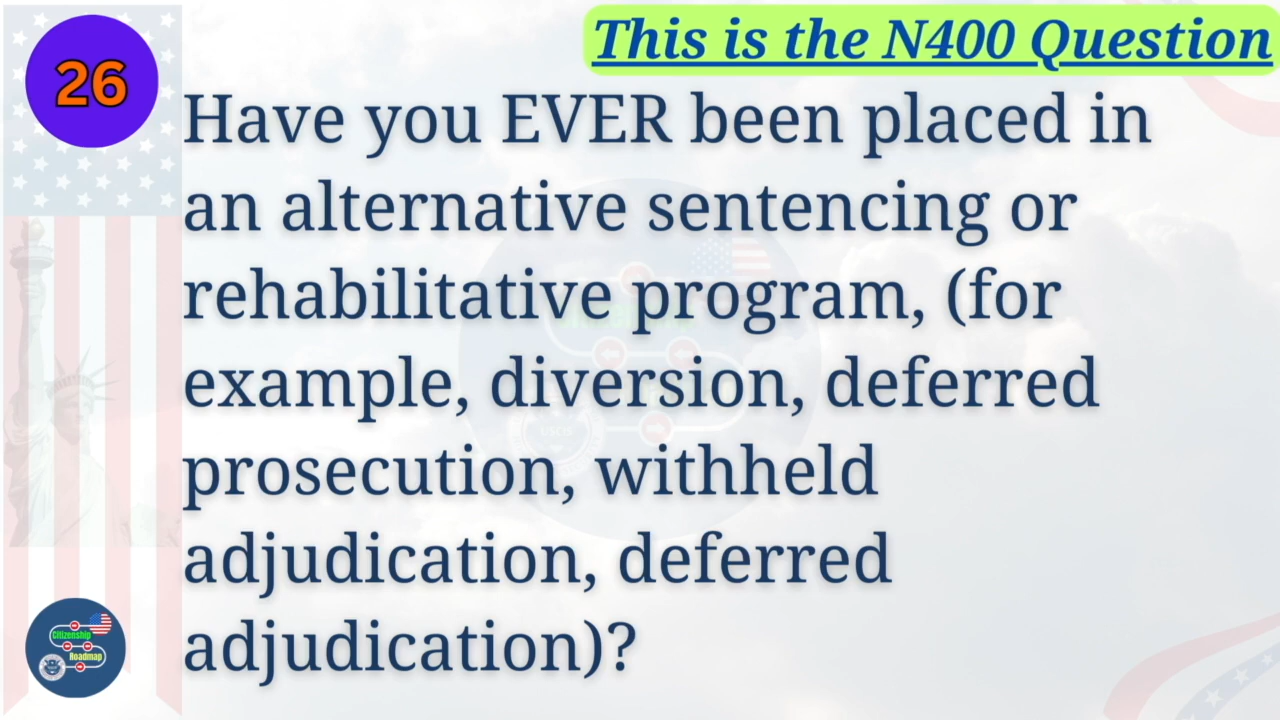 26
This is the N400 Question
Have you EVER been placed in
an alternative sentencing or
rehabilitative program, (for
example, diversion, deferred
prosecution, withheld
adjudication, deferred
adjudication)?
Citizenship
Roadmap